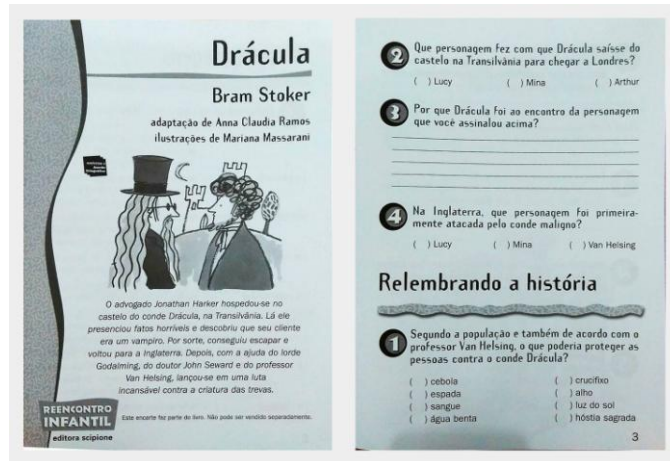 Drácula
Bram Stoker
adaptação de Anna Claudia Ramos
ilustrações de Mariana Massarani
O advogado Jonathan Harker hospedou-se no
castelo do conde Drácula, na Transilvânia. Lá ele
presenciou fatos horríveis e descobriu que seu cliente
era um vampiro. Por sorte, conseguiu escapar e
voltou para a Inglaterra. Depois, com a ajuda do lorde
Godalming, do doutor John Seward e do professor
Van Helsing, lançou-se em uma luta
incansável contra a criatura das trevas.
REENCONTRO
INFANTIL
editora scipione
Este encarte faz parte do livro. Não pode ser vendido separadamente.
2 Que personagem fez com que Drácula saísse do
castelo na Transilvânia para chegar a Londres?
( ) Lucy ( ) Mina ( ) Arthur
3 Por que Drácula foi ao encontro da personagem
que você assinalou acima?
4 Na Inglaterra, que personagem foi primeira-
mente atacada pelo conde maligno?
( ) Lucy ( ) Mina ( ) Van Helsing
Relembrando a história
1 Segundo a população e também de acordo com o
professor Van Helsing, o que poderia proteger as
pessoas contra o conde Drácula?
( ) cebola ( ) crucifixo
( ) espada ( ) alho
( ) sangue ( ) luz do sol
( ) água benta ( ) hóstia sagrada
3